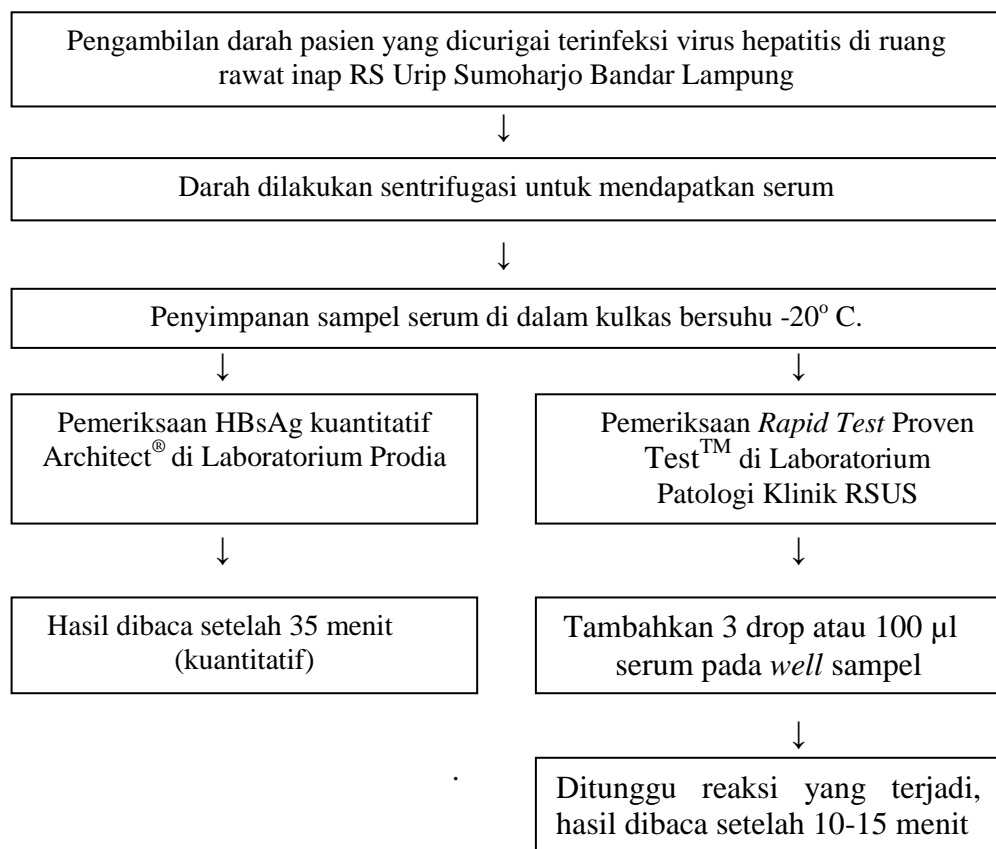 Pengambilan darah pasien yang dicurigai terinfeksi virus hepatitis di ruang
rawat inap RS Urip Sumoharjo Bandar Lampung
↓
Darah dilakukan sentrifugasi untuk mendapatkan serum
↓
Penyimpanan sampel serum di dalam kulkas bersuhu -20° C.
↓ ↓
Pemeriksaan HBsAg kuantitatif
Architect® di Laboratorium Prodia
Pemeriksaan Rapid Test Proven
Test™ di Laboratorium
Patologi Klinik RSUS
↓ ↓
Hasil dibaca setelah 35 menit
(kuantitatif)
Tambahkan 3 drop atau 100 µl
serum pada well sampel
↓
.
Ditunggu reaksi yang terjadi,
hasil dibaca setelah 10-15 menit